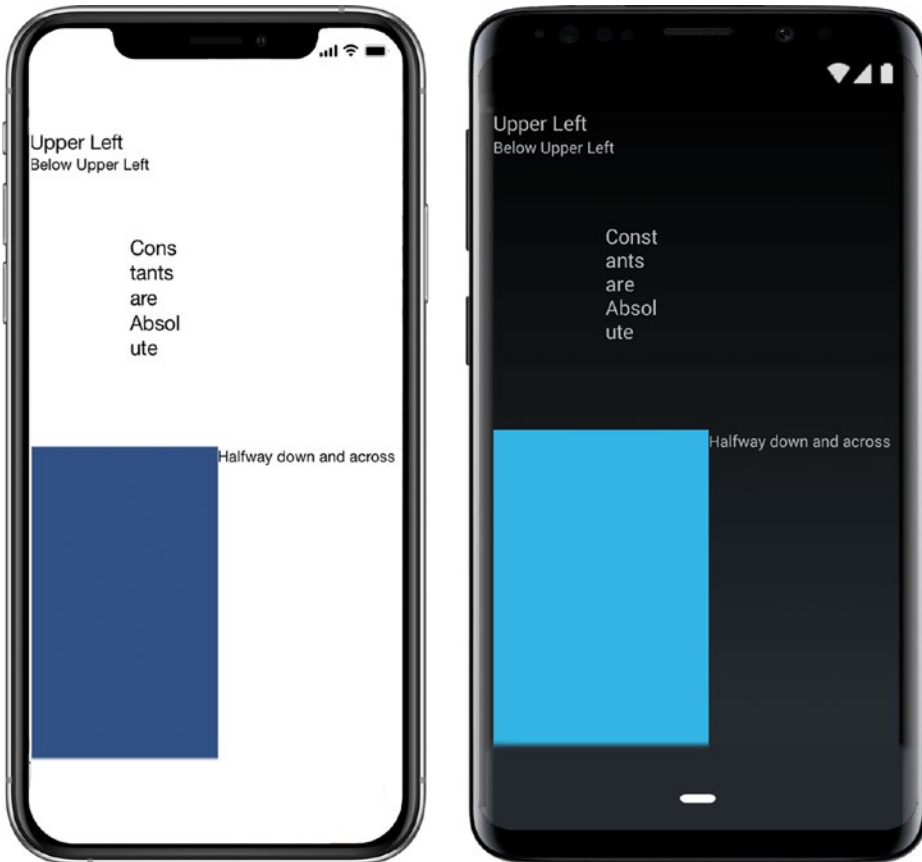 Upper Left
Below Upper Left
Cons
tants
are
Absol
ute
Halfway down and across
Upper Left
Below Upper Left
Const
ants
are
Absol
ute
Halfway down and across